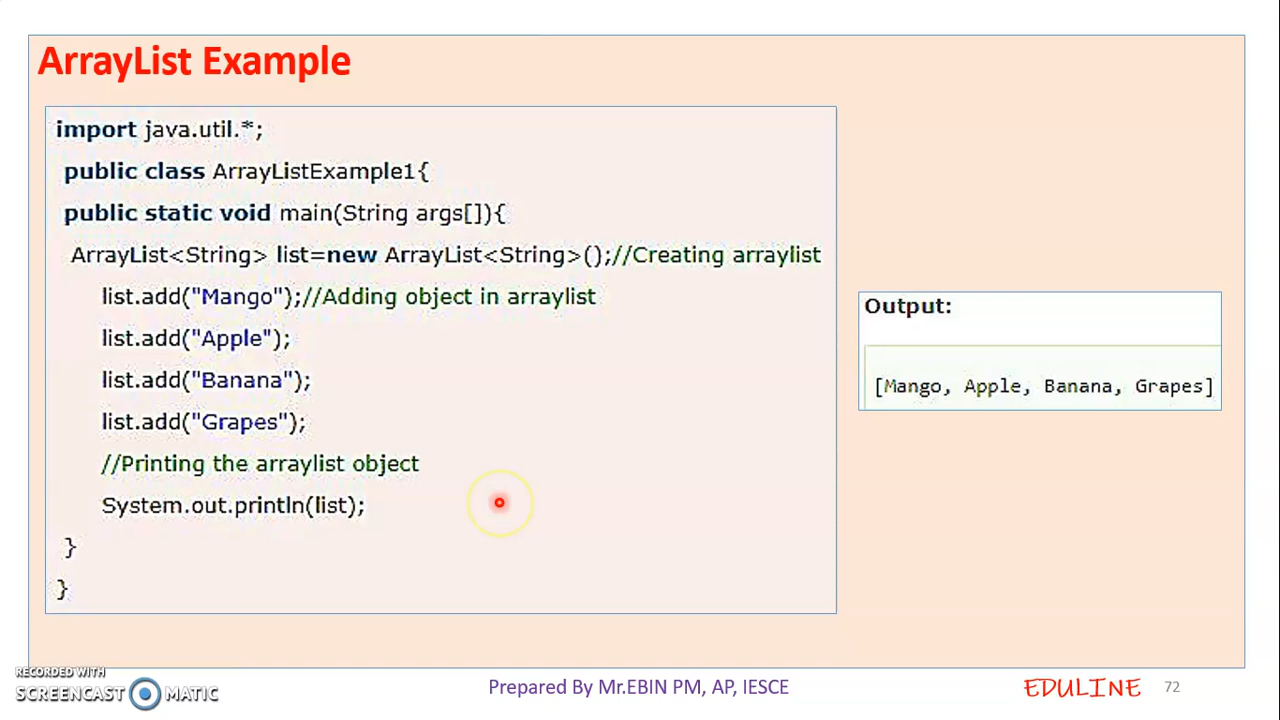 ArrayList Example
import java.util.*;
public class ArrayListExample1{
public static void main(String args[]){
ArrayList<String> list=new ArrayList<String>();//Creating arraylist
list.add("Mango");//Adding object in arraylist
list.add("Apple");
list.add("Banana");
list.add("Grapes");
//Printing the arraylist object
System.out.println(list);
}
}
Output:
[Mango, Apple, Banana, Grapes]
RECORDED WITH
SCREENCAST MATIC
Prepared By Mr.EBIN PM, AP, IESCE
EDULINE
72